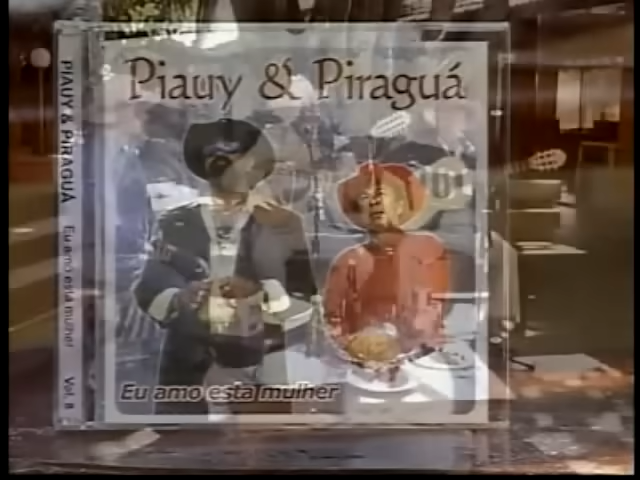 Piauy & Piraguá
Eu amo esta mulher
PIAUY & PIRAGUÁ Eu amo esta mulher Vol. 8